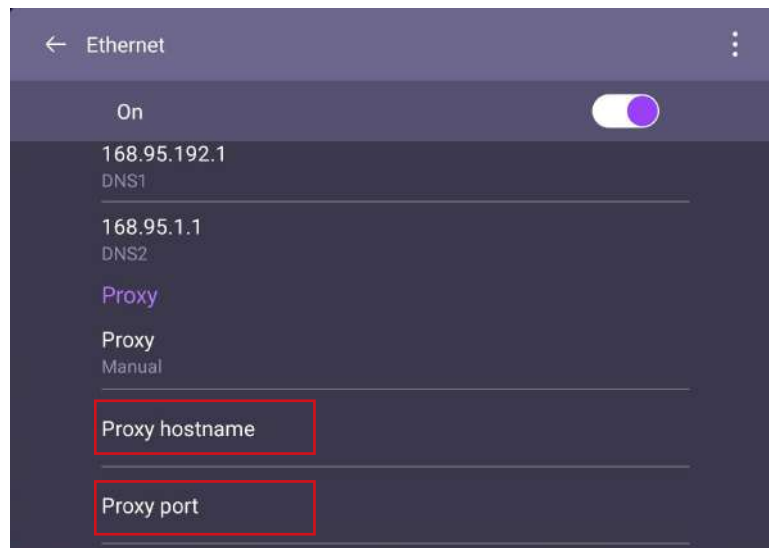 Ethernet
On
168.95.192.1
DNS1
168.95.1.1
DNS2
Proxy
Proxy
Manual
Proxy hostname
Proxy port